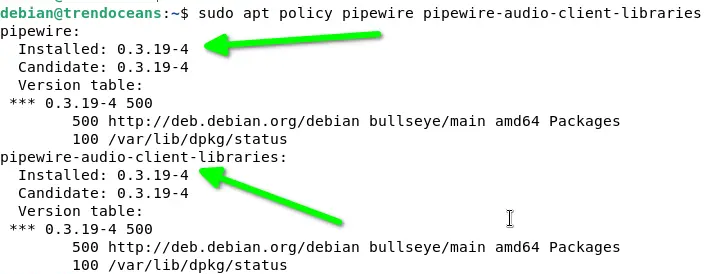 debian@trendoceans:~$ sudo apt policy pipewire pipewire-audio-client-libraries
pipewire:
  Installed: 0.3.19-4
  Candidate: 0.3.19-4
  Version table:
 *** 0.3.19-4 500
        500 http://deb.debian.org/debian bullseye/main amd64 Packages
        100 /var/lib/dpkg/status
pipewire-audio-client-libraries:
  Installed: 0.3.19-4
  Candidate: 0.3.19-4
  Version table:
 *** 0.3.19-4 500
        500 http://deb.debian.org/debian bullseye/main amd64 Packages
        100 /var/lib/dpkg/status